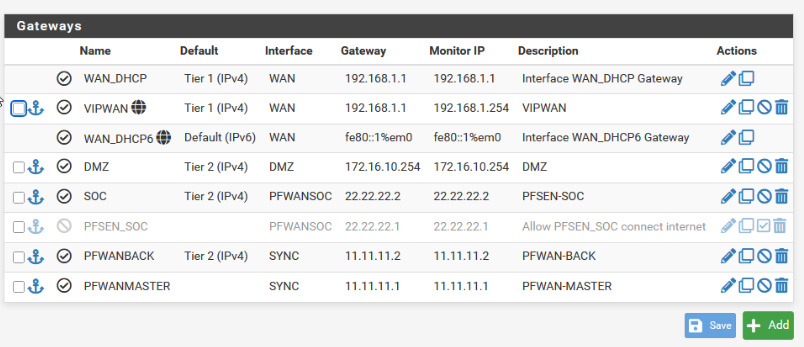 Gateways
Name Default Interface Gateway Monitor IP Description Actions
WAN_DHCP Tier 1 (IPv4) WAN 192.168.1.1 192.168.1.1 Interface WAN_DHCP Gateway
VIPWAN Tier 1 (IPv4) WAN 192.168.1.1 192.168.1.254 VIPWAN
WAN_DHCP6 Default (IPv6) WAN fe80::1%em0 fe80::1%em0 Interface WAN_DHCP6 Gateway
DMZ Tier 2 (IPv4) DMZ 172.16.10.254 172.16.10.254 DMZ
SOC Tier 2 (IPv4) PFWANSOC 22.22.22.2 22.22.22.2 PFSEN-SOC
PFSEN_SOC PFWANSOC 22.22.22.1 22.22.22.1 Allow PFSEN_SOC connect internet
PFWANBACK Tier 2 (IPv4) SYNC 11.11.11.2 11.11.11.2 PFWAN-BACK
PFWANMASTER SYNC 11.11.11.1 11.11.11.1 PFWAN-MASTER
Save Add